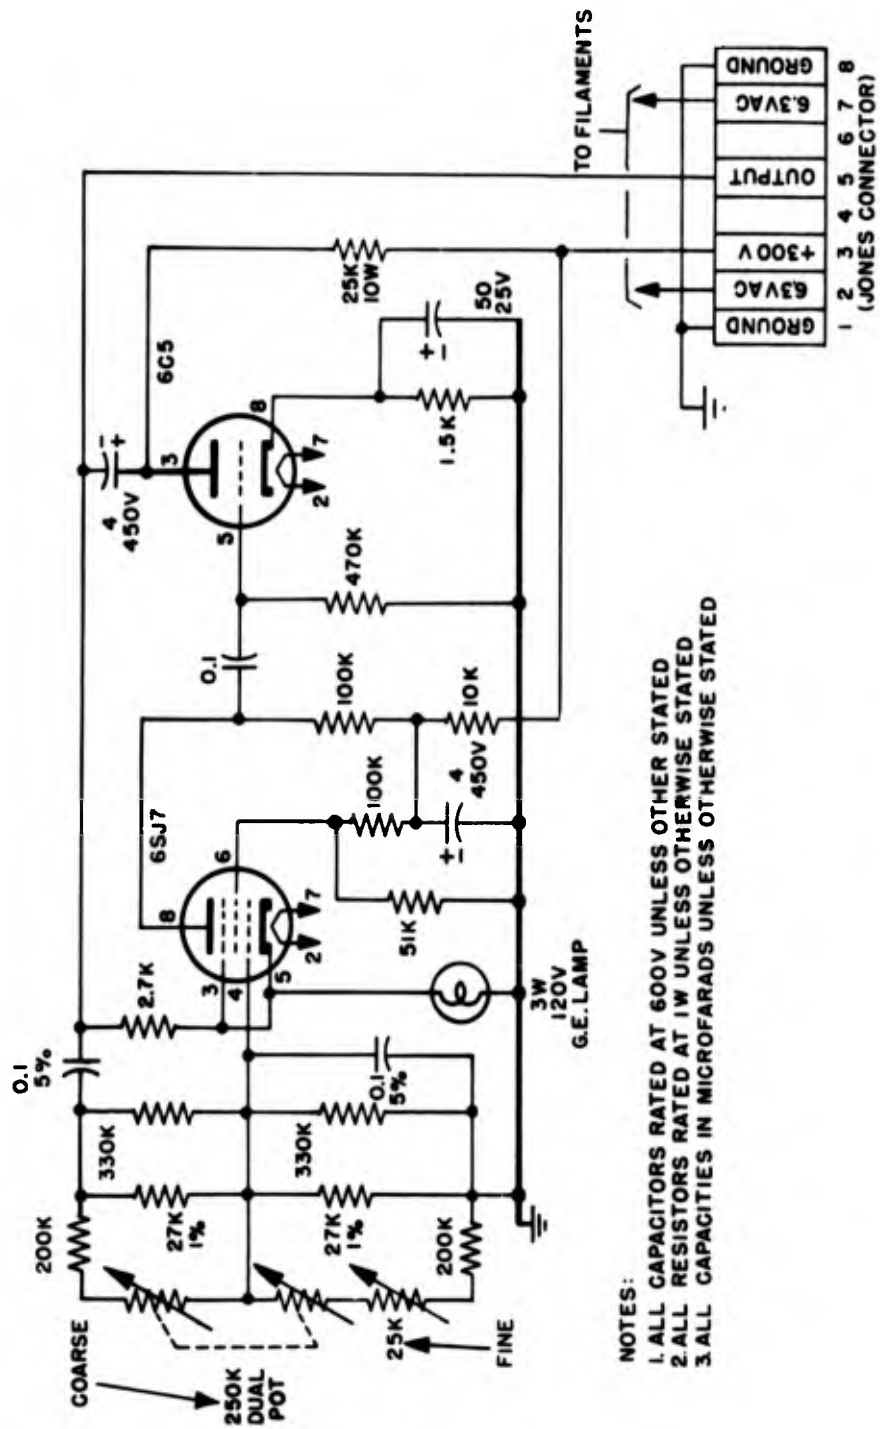 COARSE
250K
DUAL
POT
25K
FINE
200K
200K
27K
1%
27K
1%
330K
330K
0.1
5%
0.1
5%
2.7K
3
4
5
8
6
2
7
6SJ7
3W
120V
G.E. LAMP
51K
100K
4
450V
100K
10K
0.1
470K
4
450V
3
5
8
2
7
6C5
1.5K
50
25V
25K
10W
TO FILAMENTS
GROUND
6.3VAC
+300V
OUTPUT
6.3VAC
GROUND
1 2 3 4 5 6 7 8
(JONES CONNECTOR)
NOTES:
1. ALL CAPACITORS RATED AT 600V UNLESS OTHER STATED
2. ALL RESISTORS RATED AT 1W UNLESS OTHERWISE STATED
3. ALL CAPACITIES IN MICROFARADS UNLESS OTHERWISE STATED